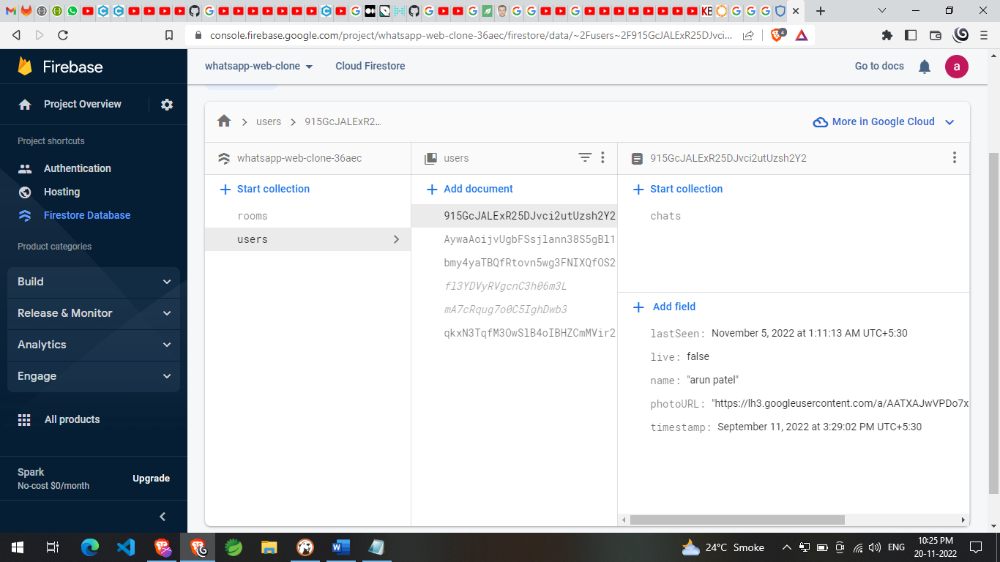 console.firebase.google.com/project/whatsapp-web-clone-36aec/firestore/data/~2Fusers~2F915GcJALExR25DJvci...
4
Firebase
whatsapp-web-clone
Cloud Firestore
Go to docs
a
Project Overview
Project shortcuts
Authentication
Hosting
Firestore Database
Product categories
Build
Release & Monitor
Analytics
Engage
All products
Spark
No-cost $0/month
Upgrade
users
915GcJALExR2...
More in Google Cloud
whatsapp-web-clone-36aec
Start collection
rooms
users
users
Add document
915GcJALExR25DJvci2utUzsh2Y2
AywaAoijvUgbFSsjlann38S5gBl1
bmy4yaTBQfRtovn5wg3FNIXQfOS2
fl3YDVyRVgcnC3h06m3L
mA7cRqug7o0C5IghDwb3
qkxN3TqfM3OwSlB4oIBHZCmMVir2
915GcJALExR25DJvci2utUzsh2Y2
Start collection
chats
Add field
lastSeen: November 5, 2022 at 1:11:13 AM UTC+5:30
live: false
name: "arun patel"
photoURL: "https://lh3.googleusercontent.com/a/AATXAJwVPDo7x
timestamp: September 11, 2022 at 3:29:02 PM UTC+5:30
24°C Smoke
ENG
10:25 PM
20-11-2022